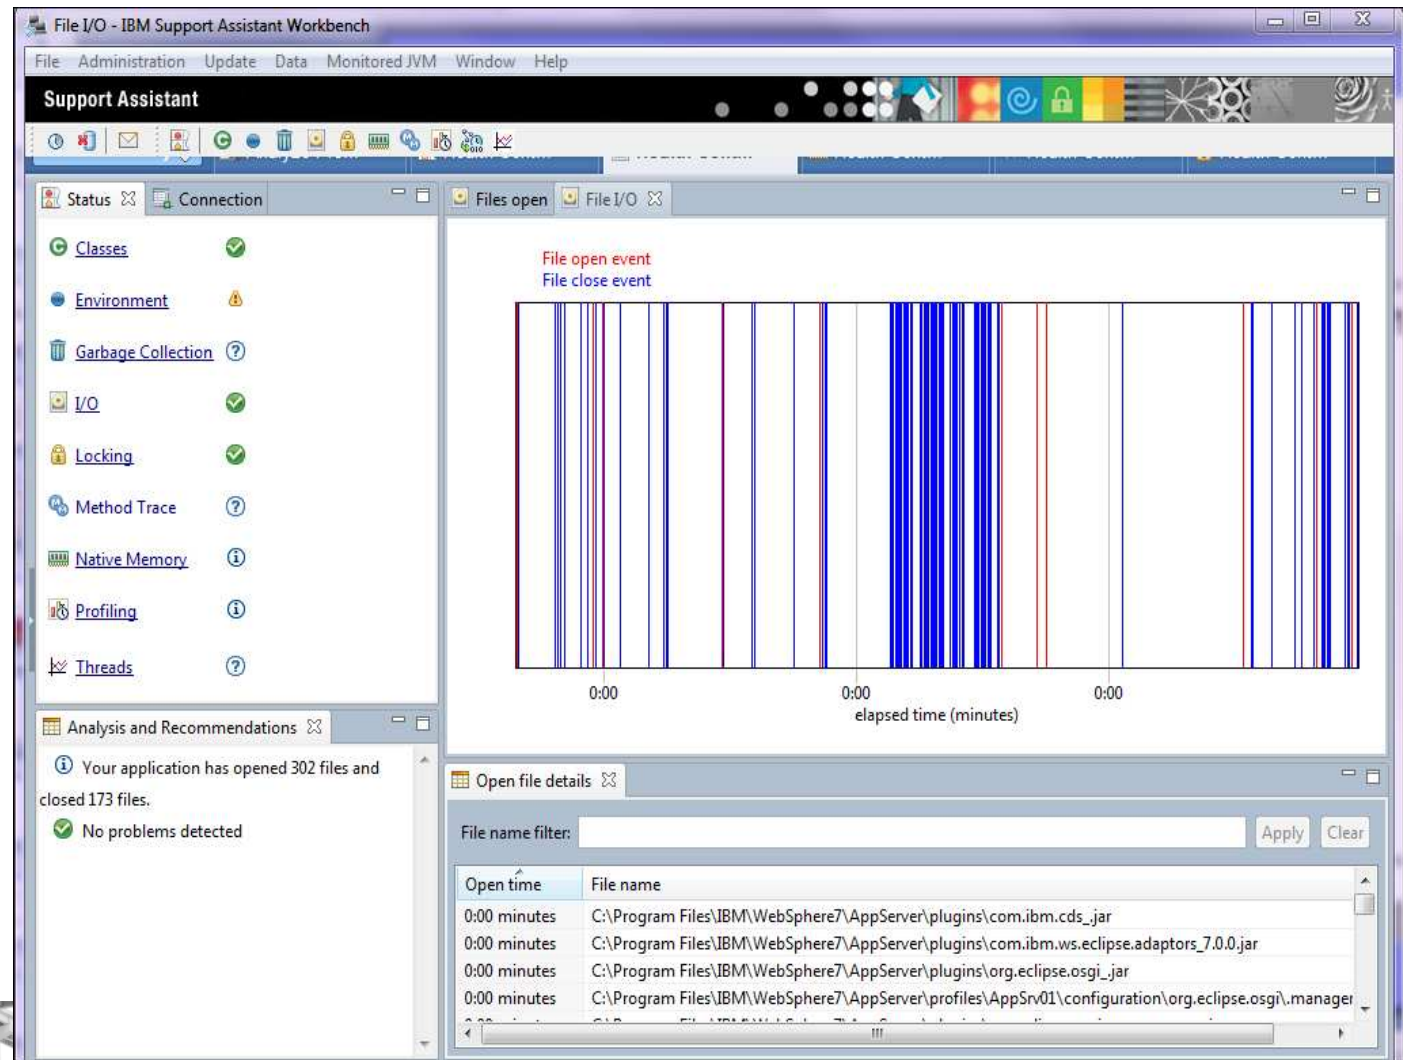 File I/O - IBM Support Assistant Workbench
File Administration Update Data Monitored JVM Window Help
Support Assistant
Status Connection
Classes
Environment
Garbage Collection
I/O
Locking
Method Trace
Native Memory
Profiling
Threads
Analysis and Recommendations
Your application has opened 302 files and
closed 173 files.
No problems detected
Files open File I/O
File open event
File close event
0:00 0:00 0:00
elapsed time (minutes)
Open file details
File name filter: Apply Clear
Open time File name
0:00 minutes C:\Program Files\IBM\WebSphere7\AppServer\plugins\com.ibm.cds_.jar
0:00 minutes C:\Program Files\IBM\WebSphere7\AppServer\plugins\com.ibm.ws.eclipse.adaptors_7.0.0.jar
0:00 minutes C:\Program Files\IBM\WebSphere7\AppServer\plugins\org.eclipse.osgi_.jar
0:00 minutes C:\Program Files\IBM\WebSphere7\AppServer\profiles\AppSrv01\configuration\org.eclipse.osgi\.manager